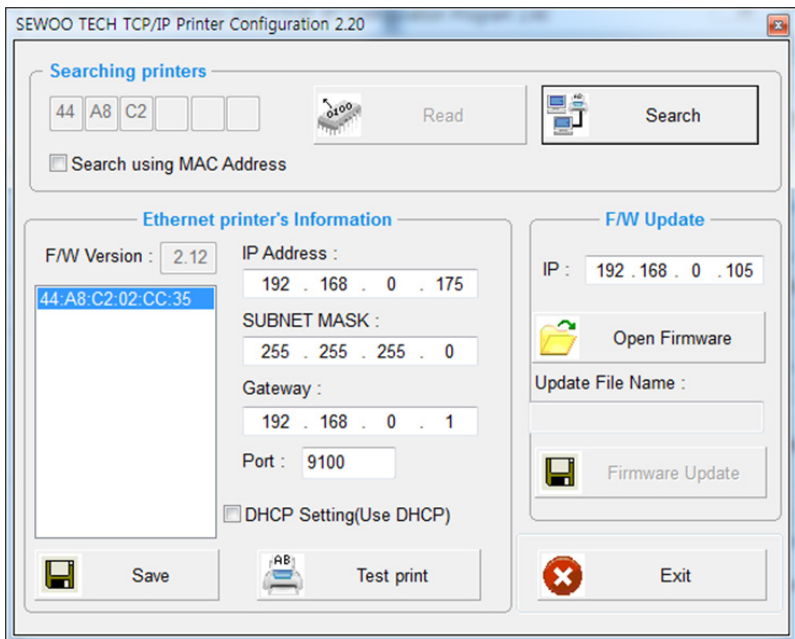 SEWOO TECH TCP/IP Printer Configuration 2.20
Searching printers
44 A8 C2
Read
Search
Search using MAC Address
Ethernet printer's Information
F/W Version : 2.12
44:A8:C2:02:CC:35
IP Address :
192 . 168 . 0 . 175
SUBNET MASK :
255 . 255 . 255 . 0
Gateway :
192 . 168 . 0 . 1
Port : 9100
DHCP Setting(Use DHCP)
Save
AB
Test print
F/W Update
IP : 192 . 168 . 0 . 105
Open Firmware
Update File Name :
Firmware Update
Exit